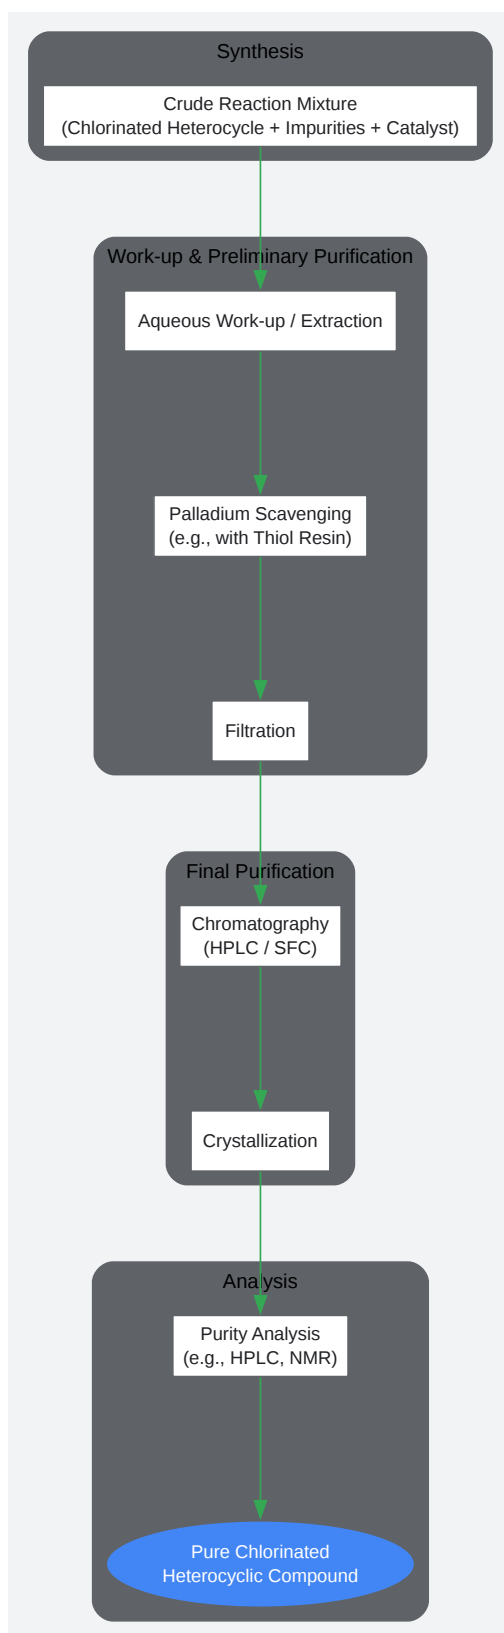 Synthesis
Crude Reaction Mixture
(Chlorinated Heterocycle + Impurities + Catalyst)
Work-up & Preliminary Purification
Aqueous Work-up / Extraction
Palladium Scavenging
(e.g., with Thiol Resin)
Filtration
Final Purification
Chromatography
(HPLC / SFC)
Crystallization
Analysis
Purity Analysis
(e.g., HPLC, NMR)
Pure Chlorinated
Heterocyclic Compound